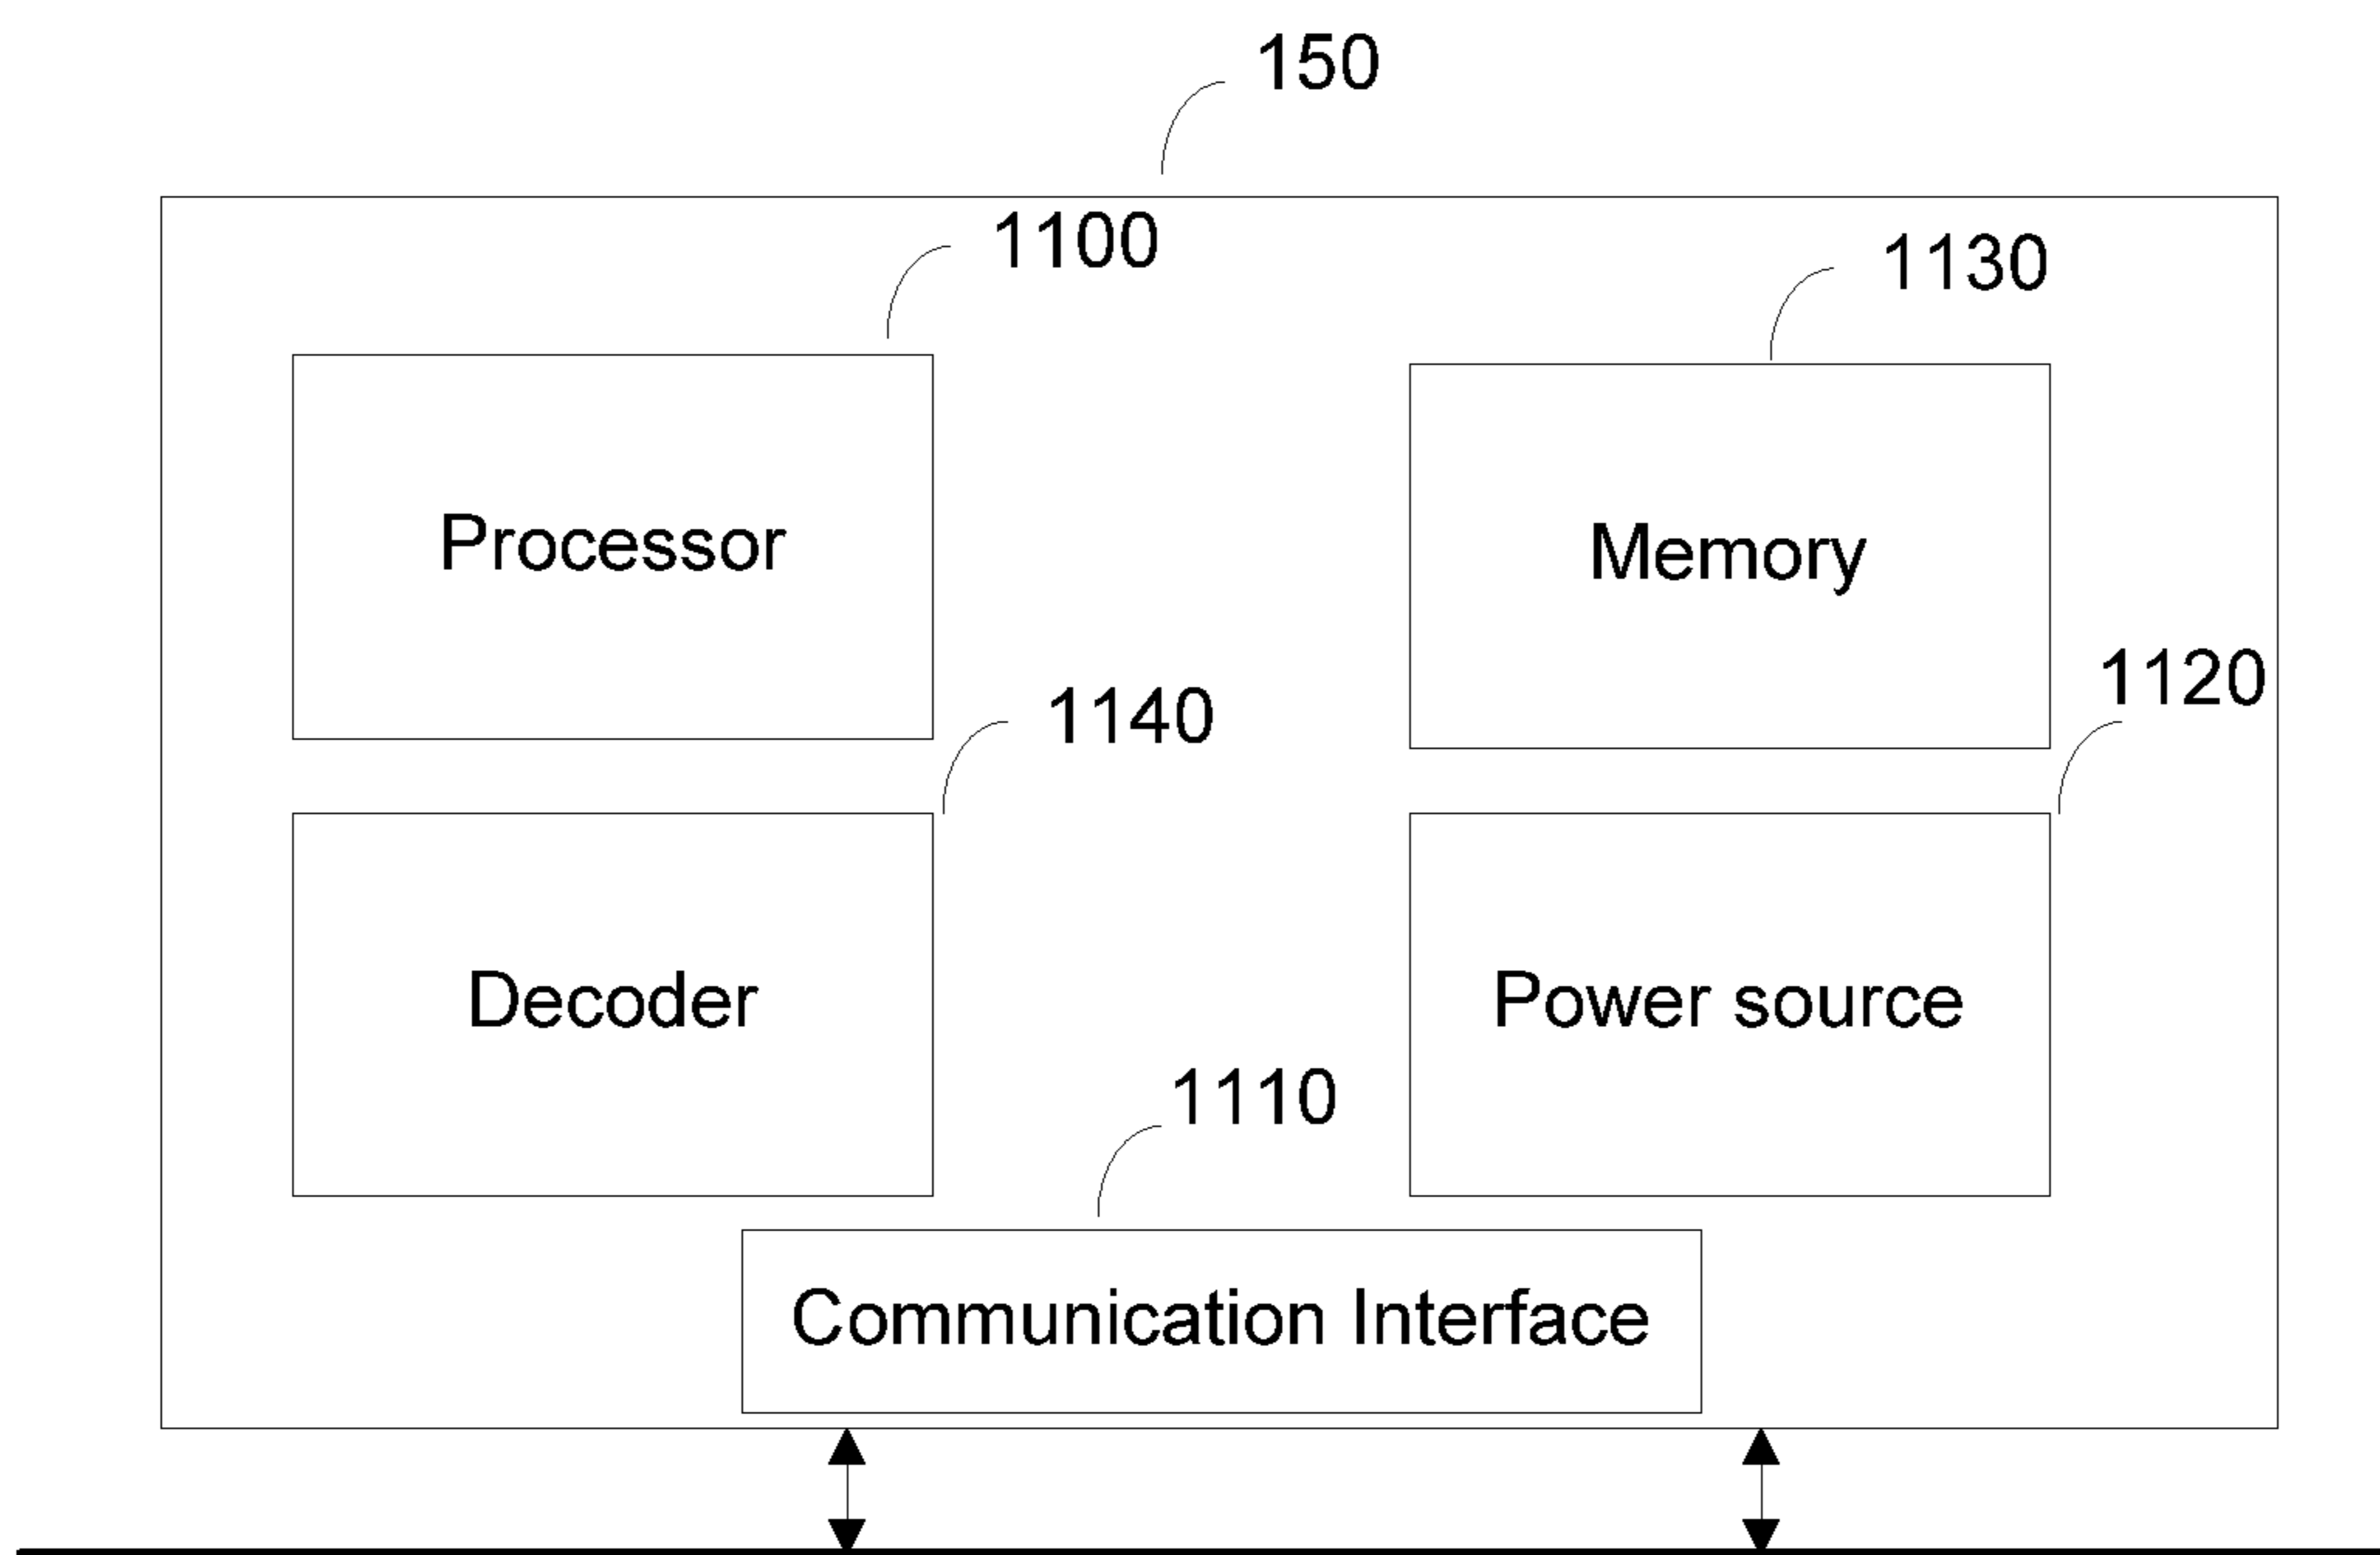 150
1100
1130
Processor
Memory
1140
1120
Decoder
Power source
1110
Communication Interface